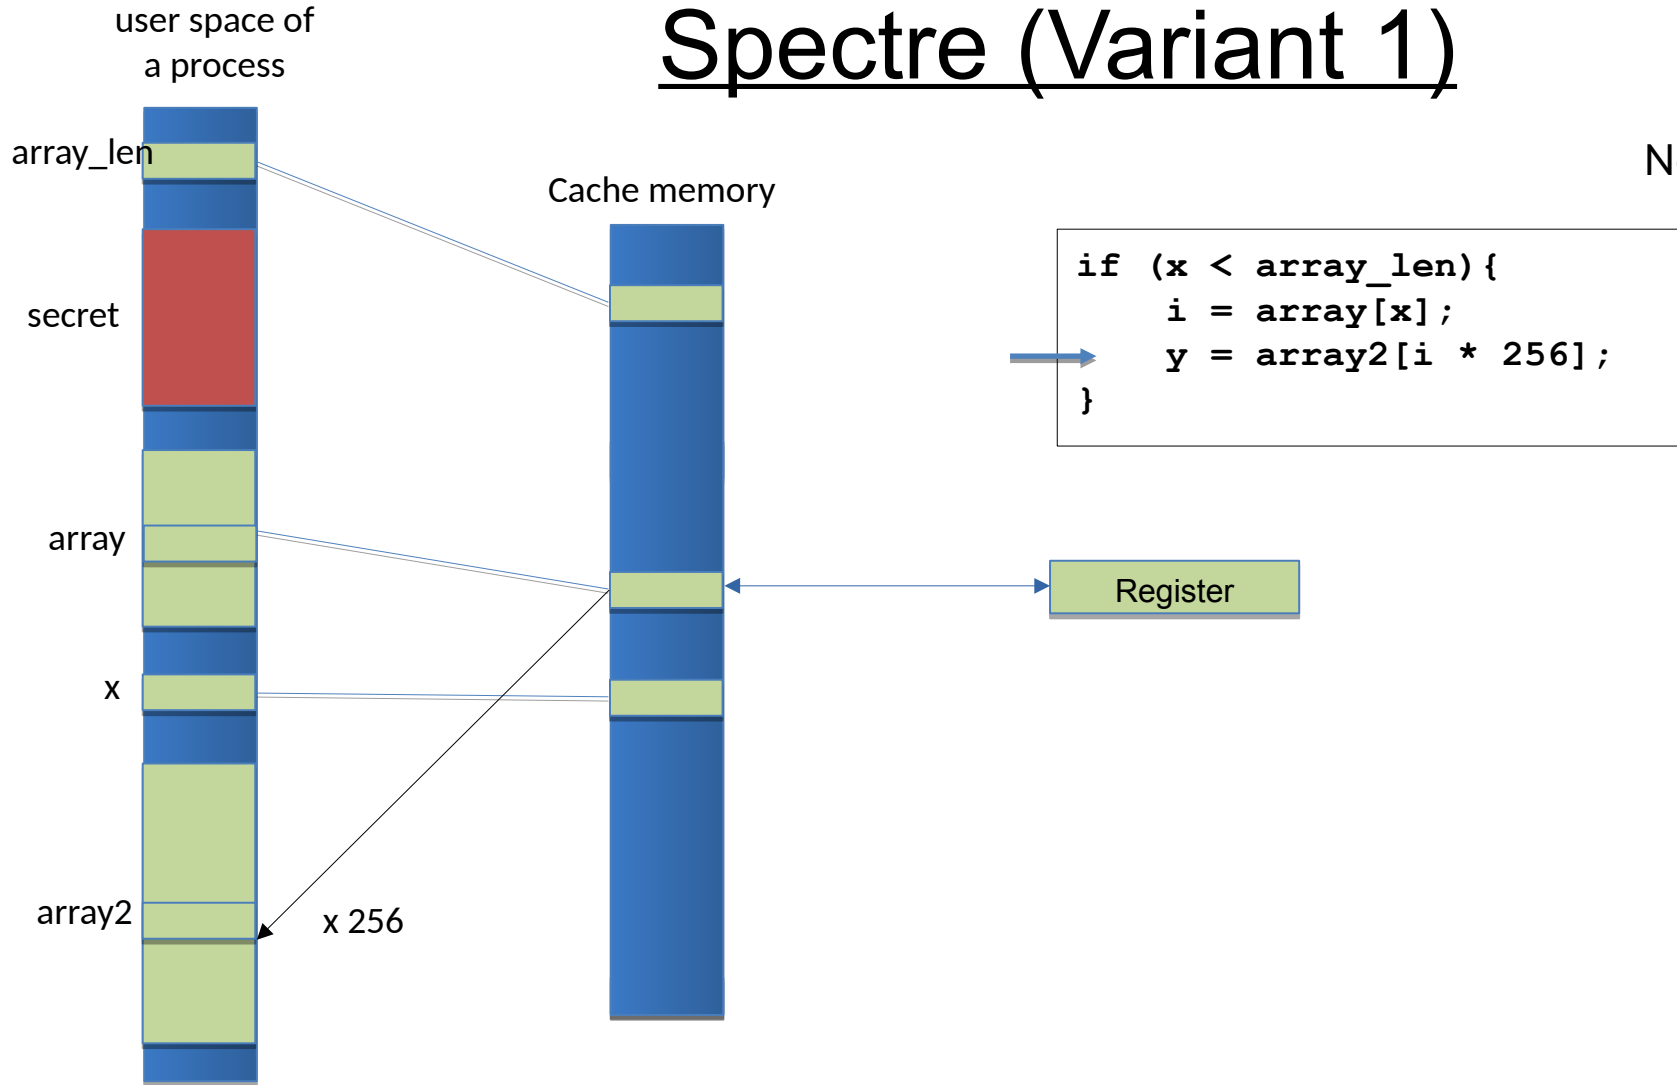 user space of
a process
Spectre (Variant 1)
array_len
Cache memory
if (x < array_len){
i = array[x];
y = array2[i * 256];
}
secret
array
Register
x
array2
x 256